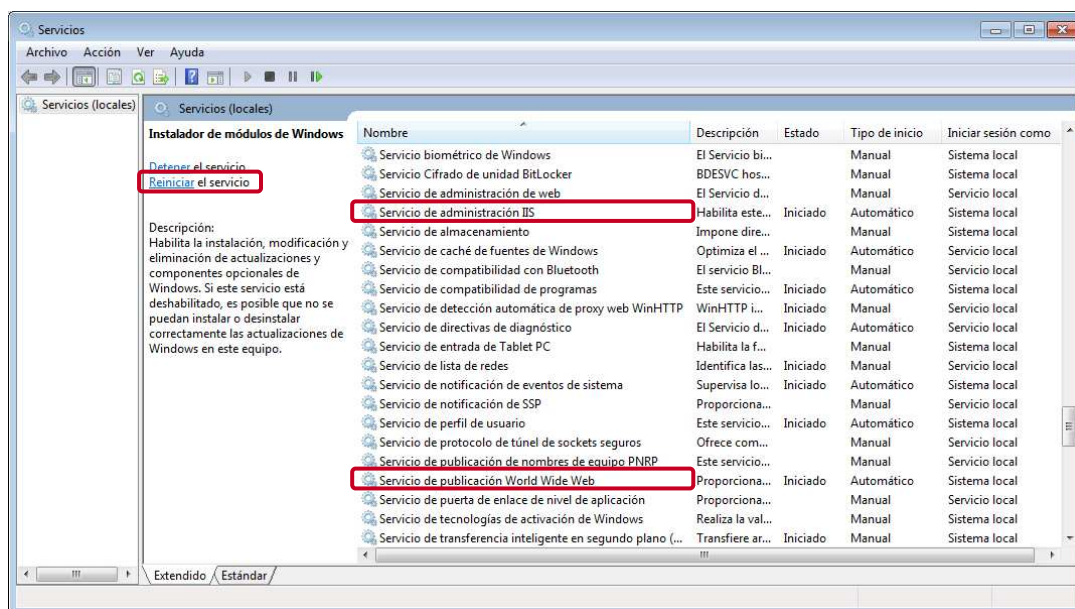 Servicios
Archivo Acción Ver Ayuda
Servicios (locales)
Servicios (locales)
Instalador de módulos de Windows
Detener el servicio
Reiniciar el servicio
Descripción:
Habilita la instalación, modificación y
eliminación de actualizaciones y
componentes opcionales de
Windows. Si este servicio está
deshabilitado, es posible que no se
puedan instalar o desinstalar
correctamente las actualizaciones de
Windows en este equipo.
Nombre Descripción Estado Tipo de inicio Iniciar sesión como
Servicio biométrico de Windows El Servicio bi... Manual Sistema local
Servicio Cifrado de unidad BitLocker BDESVC hos... Manual Sistema local
Servicio de administración de web El Servicio d... Manual Sistema local
Servicio de administración IIS Habilita este... Iniciado Automático Sistema local
Servicio de almacenamiento Impone dire... Manual Sistema local
Servicio de caché de fuentes de Windows Optimiza el ... Iniciado Automático Servicio local
Servicio de compatibilidad con Bluetooth El servicio Bl... Manual Servicio local
Servicio de compatibilidad de programas Este servicio... Iniciado Automático Sistema local
Servicio de detección automática de proxy web WinHTTP WinHTTP i... Iniciado Manual Servicio local
Servicio de directivas de diagnóstico El Servicio d... Iniciado Automático Servicio local
Servicio de entrada de Tablet PC Habilita la f... Manual Sistema local
Servicio de lista de redes Identifica las... Iniciado Manual Servicio local
Servicio de notificación de eventos de sistema Supervisa lo... Iniciado Automático Sistema local
Servicio de notificación de SSP Proporciona... Manual Servicio local
Servicio de perfil de usuario Este servicio... Iniciado Automático Sistema local
Servicio de protocolo de túnel de sockets seguros Ofrece com... Manual Servicio local
Servicio de publicación de nombres de equipo PNRP Este servicio... Manual Servicio local
Servicio de publicación World Wide Web Proporciona... Iniciado Automático Sistema local
Servicio de puerta de enlace de nivel de aplicación Proporciona... Manual Servicio local
Servicio de tecnologías de activación de Windows Realiza la val... Manual Sistema local
Servicio de transferencia inteligente en segundo plano (... Transfiere ar... Iniciado Manual Sistema local
Extendido Estándar